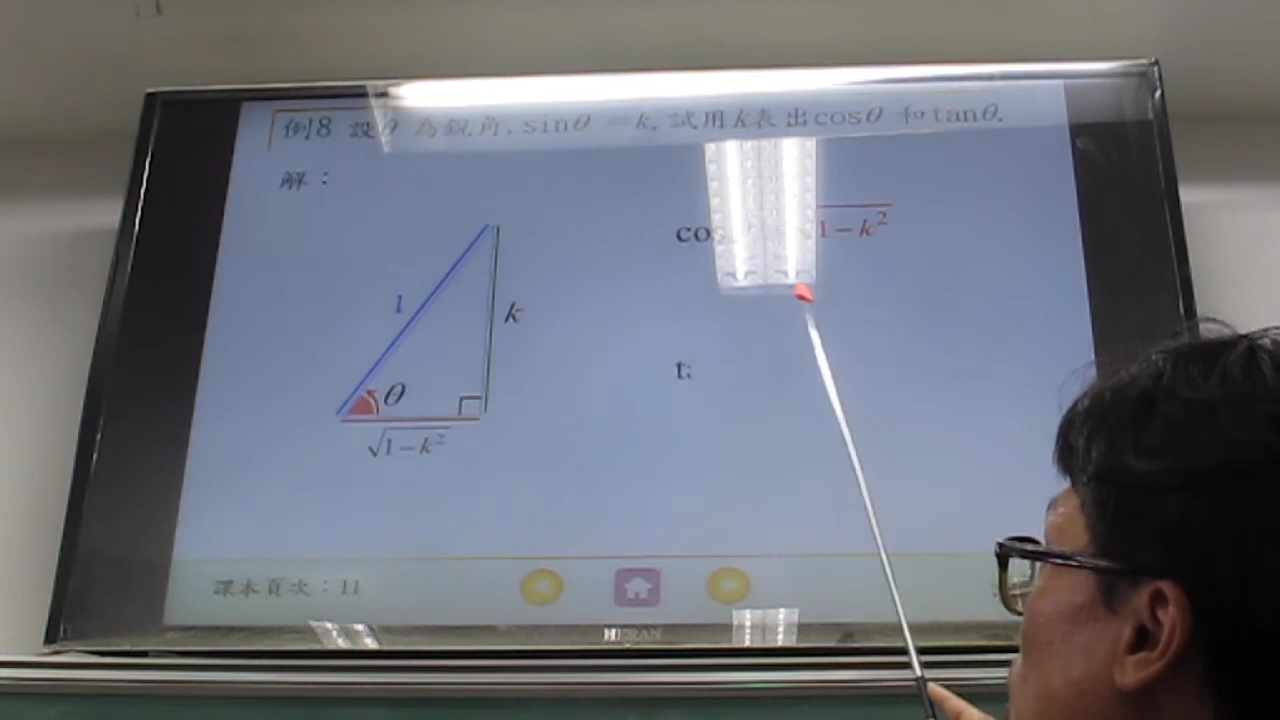 例8 設θ 為銳角, sinθ = k, 試用k表出cosθ 和tanθ.
解：
cos √1−k²
1
k
θ
t
√1−k²
課本頁次：11
HERAN